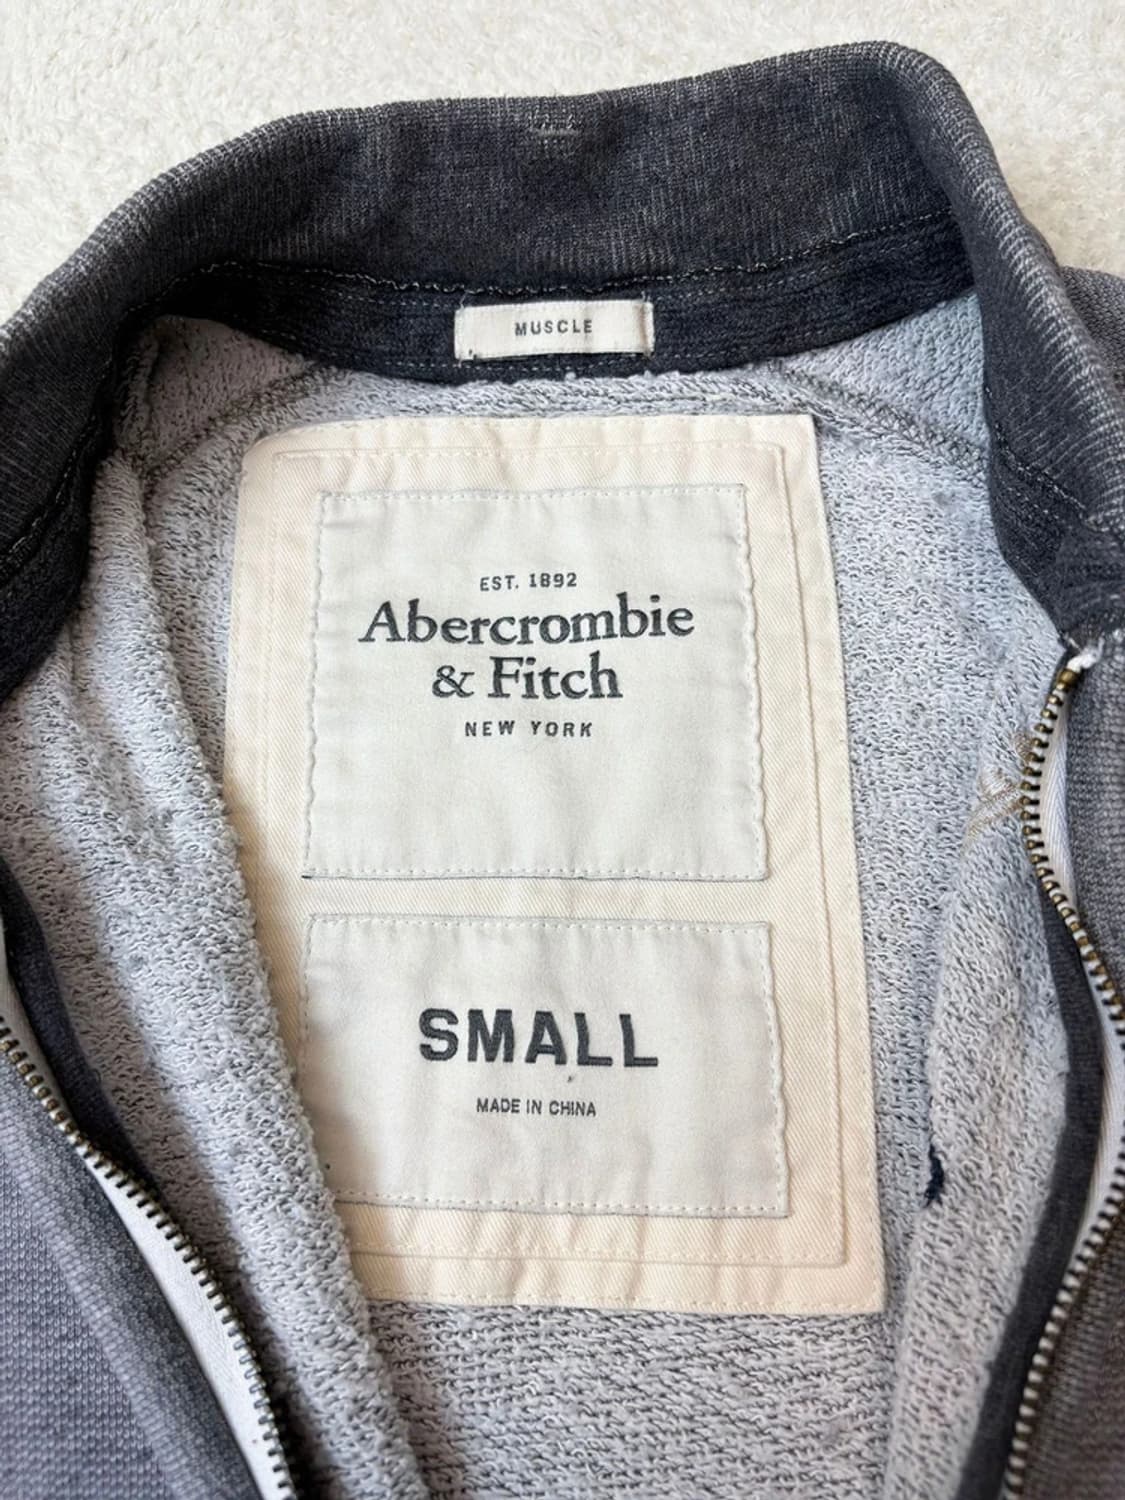 MUSCLE
EST. 1892
Abercrombie
& Fitch
NEW YORK
SMALL
MADE IN CHINA